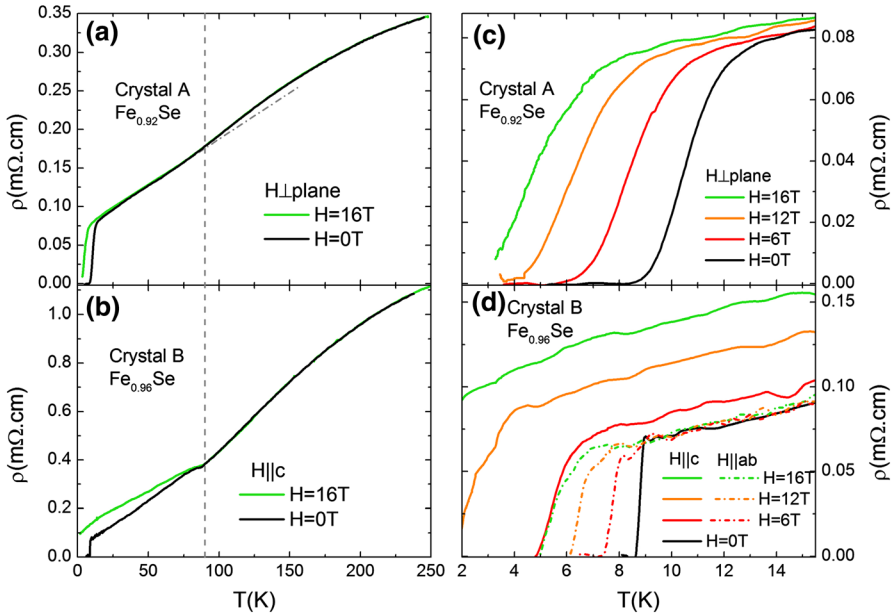 (a)
Crystal A
Fe0.92Se
H⊥plane
H=16T
H=0T
ρ(mΩ.cm)
0.35
0.30
0.25
0.20
0.15
0.10
0.05
0.00
(b)
Crystal B
Fe0.96Se
H||c
H=16T
H=0T
ρ(mΩ.cm)
1.0
0.8
0.6
0.4
0.2
0.0
0 50 100 150 200 250
T(K)
(c)
Crystal A
Fe0.92Se
H⊥plane
H=16T
H=12T
H=6T
H=0T
ρ(mΩ.cm)
0.08
0.06
0.04
0.02
0.00
(d)
Crystal B
Fe0.96Se
H||c H||ab
H=16T
H=12T
H=6T
H=0T
ρ(mΩ.cm)
0.15
0.10
0.05
0.00
2 4 6 8 10 12 14
T(K)